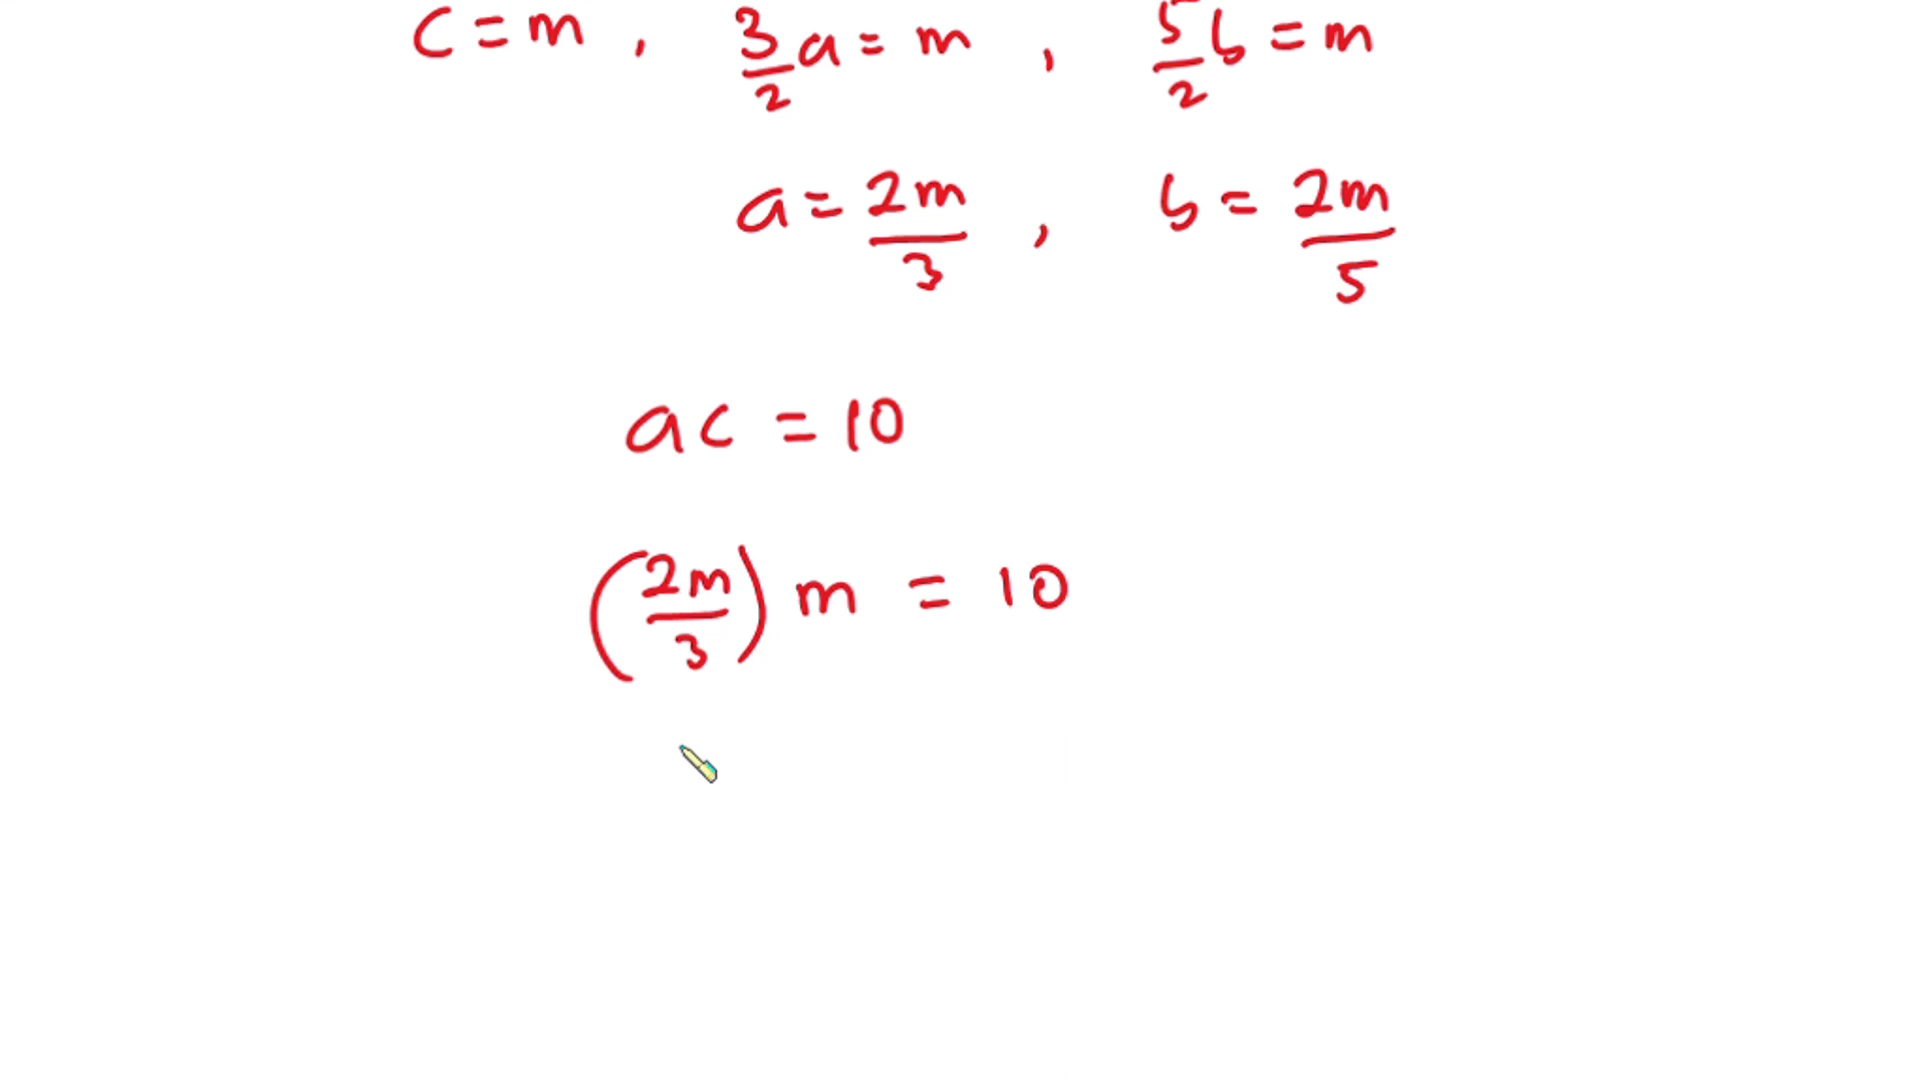 c = m , 3/2 a = m , 5/2 b = m
a = 2m/3 , b = 2m/5
ac = 10
(2m/3) m = 10